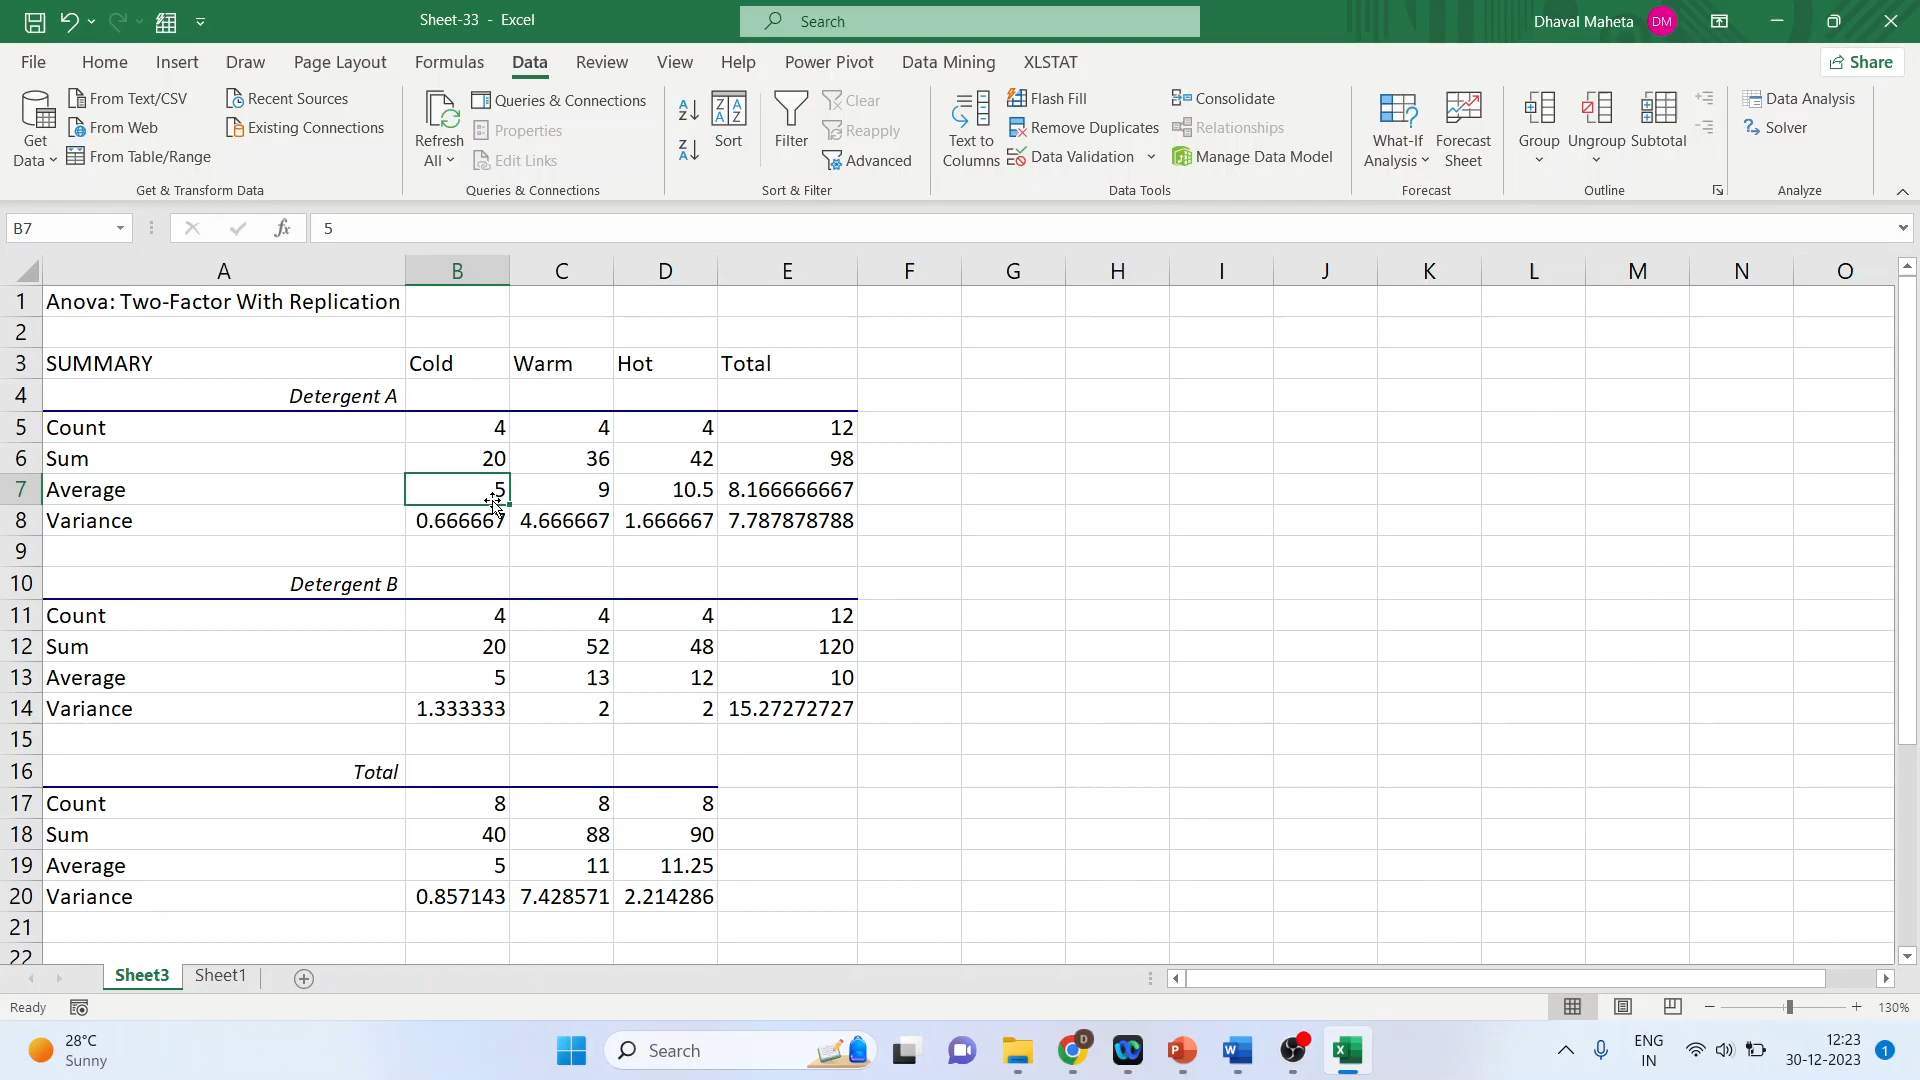 Sheet-33 - Excel
Search
Dhaval Maheta DM
File Home Insert Draw Page Layout Formulas Data Review View Help Power Pivot Data Mining XLSTAT Share
Get Data
From Text/CSV
From Web
From Table/Range
Recent Sources
Existing Connections
Get & Transform Data
Refresh All
Queries & Connections
Properties
Edit Links
Queries & Connections
Sort
Filter
Clear
Reapply
Advanced
Sort & Filter
Text to Columns
Flash Fill
Remove Duplicates
Data Validation
Consolidate
Relationships
Manage Data Model
Data Tools
What-If Analysis
Forecast Sheet
Forecast
Group
Ungroup
Subtotal
Outline
Data Analysis
Solver
Analyze
B7 fx 5
A B C D E F G H I J K L M N O
1 Anova: Two-Factor With Replication
2
3 SUMMARY Cold Warm Hot Total
4 Detergent A
5 Count 4 4 4 12
6 Sum 20 36 42 98
7 Average 5 9 10.5 8.166666667
8 Variance 0.666667 4.666667 1.666667 7.787878788
9
10 Detergent B
11 Count 4 4 4 12
12 Sum 20 52 48 120
13 Average 5 13 12 10
14 Variance 1.333333 2 2 15.27272727
15
16 Total
17 Count 8 8 8
18 Sum 40 88 90
19 Average 5 11 11.25
20 Variance 0.857143 7.428571 2.214286
21
22
Sheet3 Sheet1
Ready 130%
28°C
Sunny
Search
ENG
IN
12:23
30-12-2023
1